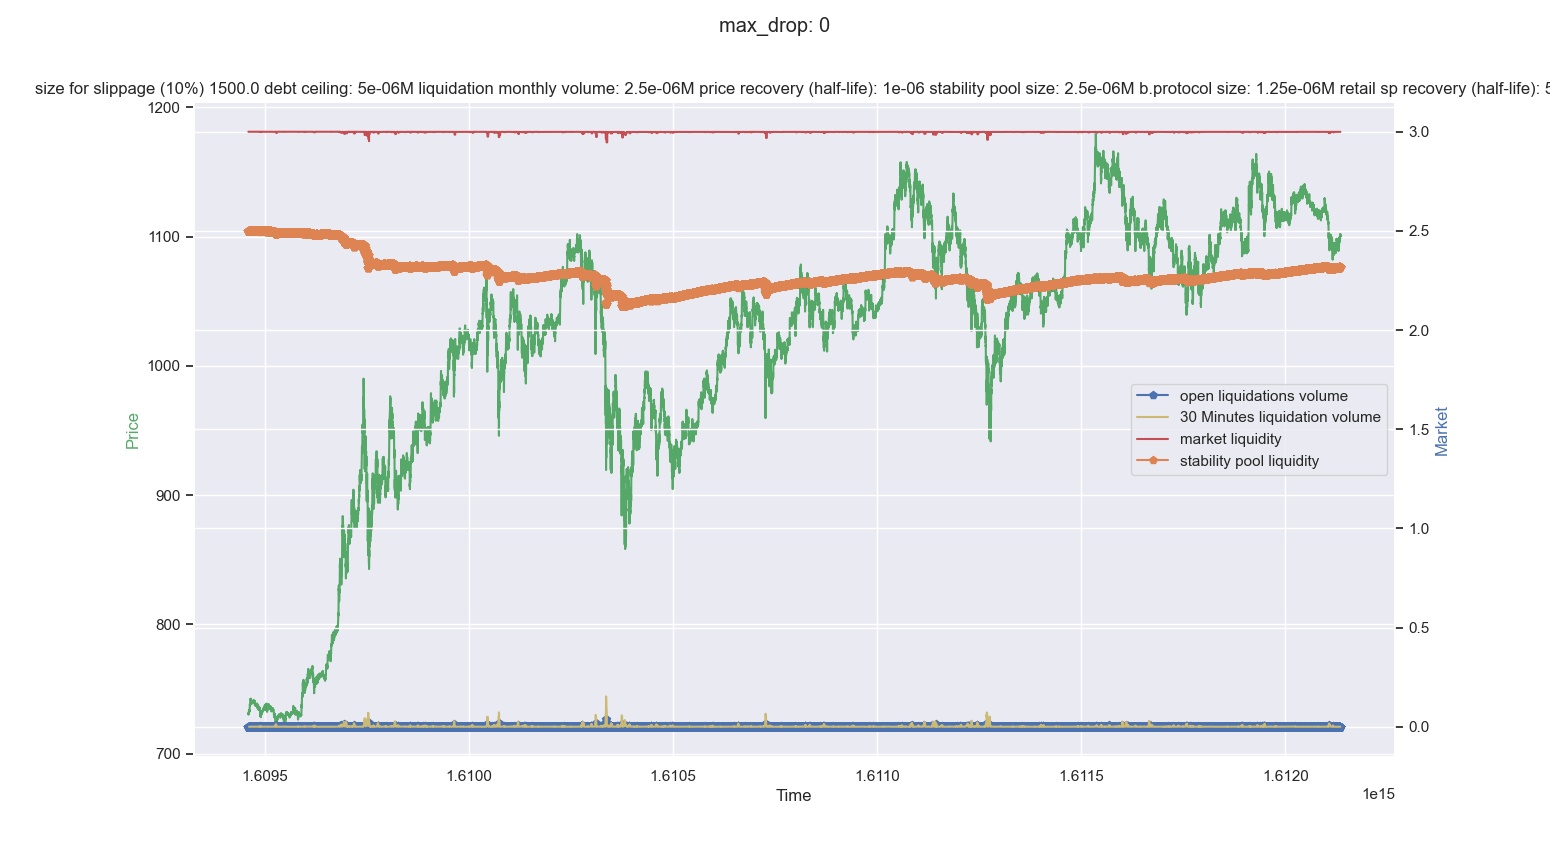 max_drop: 0
size for slippage (10%) 1500.0 debt ceiling: 5e-06M liquidation monthly volume: 2.5e-06M price recovery (half-life): 1e-06 stability pool size: 2.5e-06M b.protocol size: 1.25e-06M retail sp recovery (half-life): 5
1200
1100
1000
900
800
700
Price
3.0
2.5
2.0
1.5
1.0
0.5
0.0
Market
open liquidations volume
30 Minutes liquidation volume
market liquidity
stability pool liquidity
1.6095 1.6100 1.6105 1.6110 1.6115 1.6120
Time
1e15